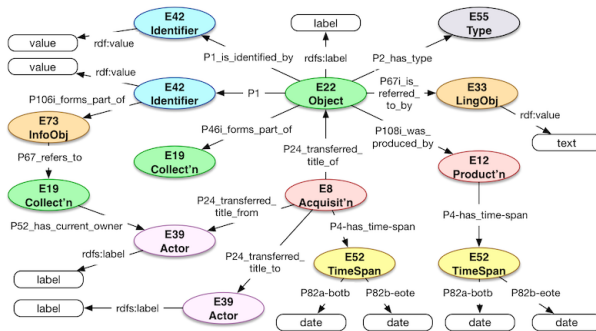 E42
Identifier
label
E55
Type
value
rdf:value
rdfs:label
P1_is_identified_by
P2_has_type
value
rdf:value
E42
Identifier
P1
E22
Object
P67i_is_
referred_
to_by
E33
LingObj
P106i_forms_part_of
rdf:value
E73
InfoObj
P46i_forms_part_of
P108i_was_
produced_by
text
P67_refers_to
E19
Collect'n
P24_transferred_
title_of
E12
Product'n
E19
Collect'n
E8
Acquisit'n
P24_transferred_
title_from
P52_has_current_owner
P4-has_time-span
P4-has_time-span
E39
Actor
rdfs:label
P24_transferred_
title_to
E52
TimeSpan
E52
TimeSpan
label
P82a-botb
P82b-eote
P82a-botb
P82b-eote
label
rdfs:label
E39
Actor
date
date
date
date